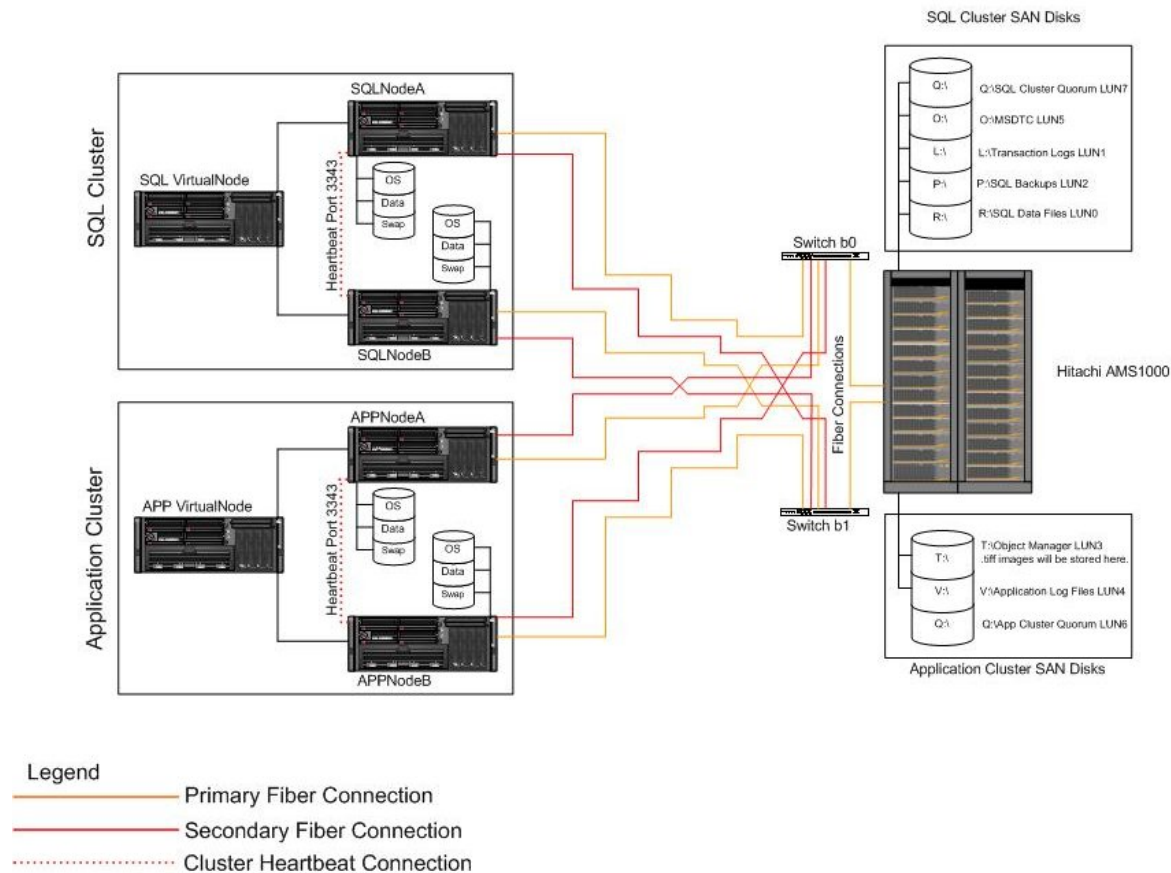 SQL Cluster SAN Disks
Q:\
Q:\SQL Cluster Quorum LUN7
O:\
O:\MSDTC LUN5
L:\
L:\Transaction Logs LUN1
P:\
P:\SQL Backups LUN2
R:\
R:\SQL Data Files LUN0
SQL Cluster
SQLNodeA
SQL VirtualNode
Heartbeat Port 3343
OS
Data
Swap
OS
Data
Swap
SQLNodeB
Switch b0
Fiber Connections
Hitachi AMS1000
Switch b1
Application Cluster
APPNodeA
APP VirtualNode
Heartbeat Port 3343
OS
Data
Swap
OS
Data
Swap
APPNodeB
T:\
T:\Object Manager LUN3
.tiff images will be stored here.
V:\
V:\Application Log Files LUN4
Q:\
Q:\App Cluster Quorum LUN6
Application Cluster SAN Disks
Legend
Primary Fiber Connection
Secondary Fiber Connection
Cluster Heartbeat Connection